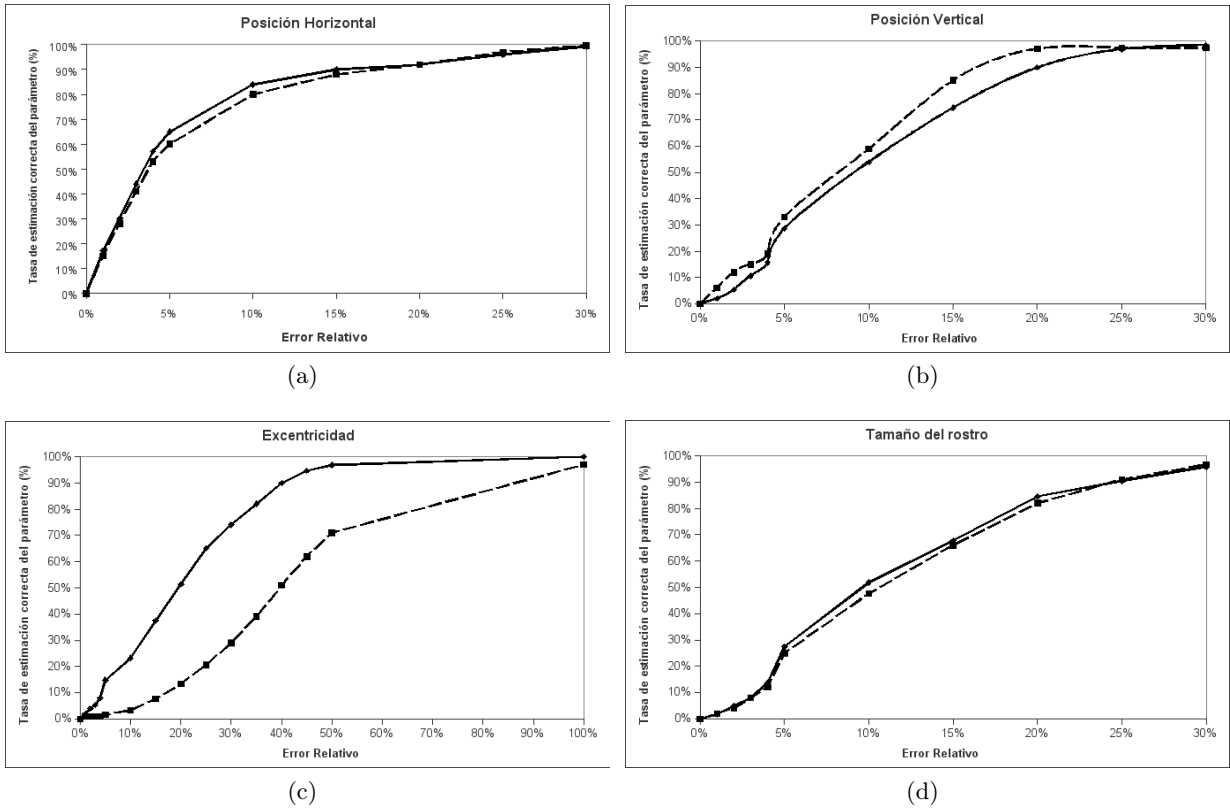 Posición Horizontal
Tasa de estimación correcta del parámetro (%)
100%
90%
80%
70%
60%
50%
40%
30%
20%
10%
0%
0% 5% 10% 15% 20% 25% 30%
Error Relativo
(a)
Posición Vertical
Tasa de estimación correcta del parámetro (%)
100%
90%
80%
70%
60%
50%
40%
30%
20%
10%
0%
0% 5% 10% 15% 20% 25% 30%
Error Relativo
(b)
Excentricidad
Tasa de estimación correcta del parámetro (%)
100%
90%
80%
70%
60%
50%
40%
30%
20%
10%
0%
0% 10% 20% 30% 40% 50% 60% 70% 80% 90% 100%
Error Relativo
(c)
Tamaño del rostro
Tasa de estimación correcta del parámetro (%)
100%
90%
80%
70%
60%
50%
40%
30%
20%
10%
0%
0% 5% 10% 15% 20% 25% 30%
Error Relativo
(d)